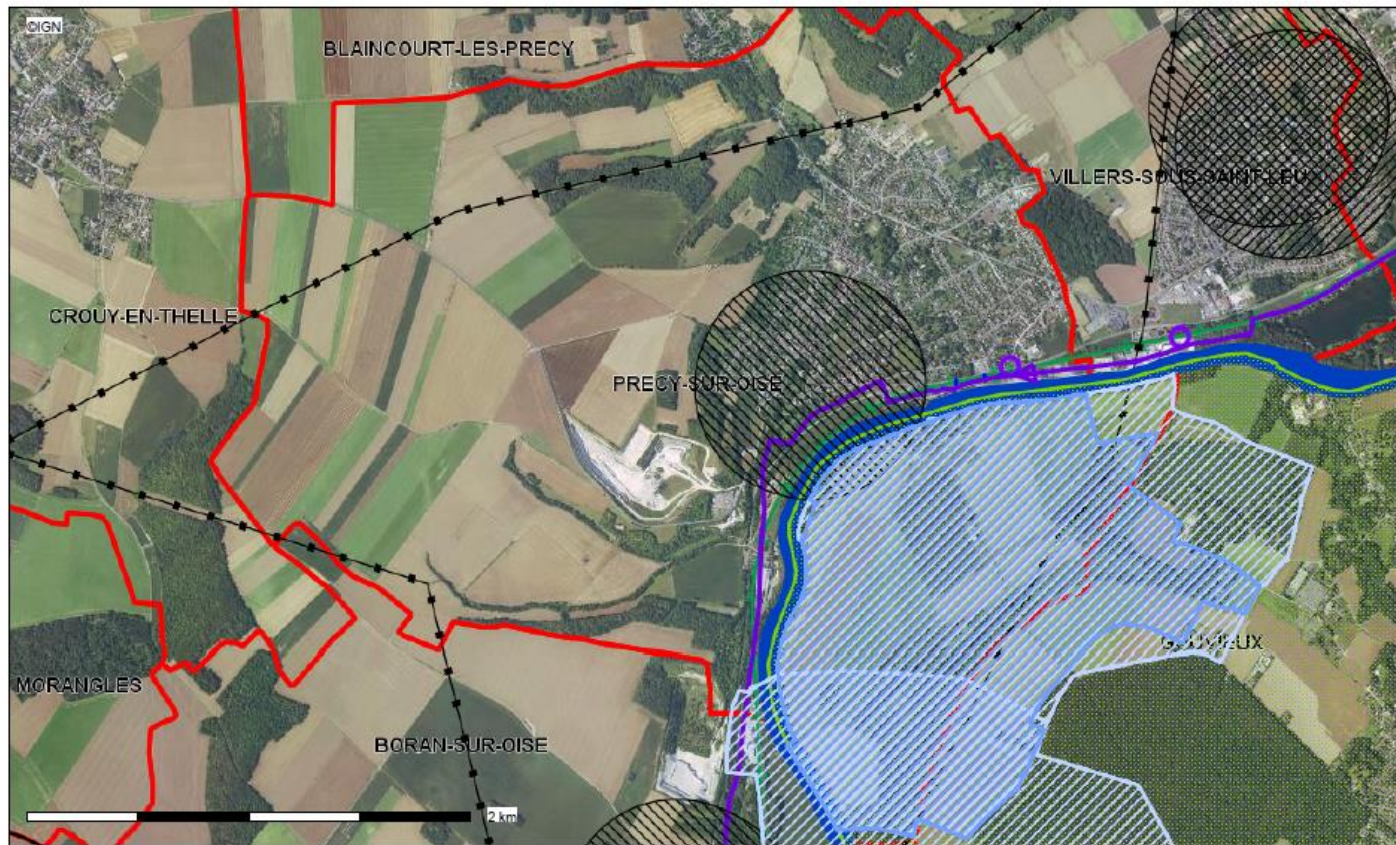 ©IGN
BLAINCOURT-LES-PRECY
VILLERS-SOUS-SAINT-LEU
CROUY-EN-THELLE
PRECY-SUR-OISE
GOUVIEUX
MORANGLES
BORAN-SUR-OISE
2 km